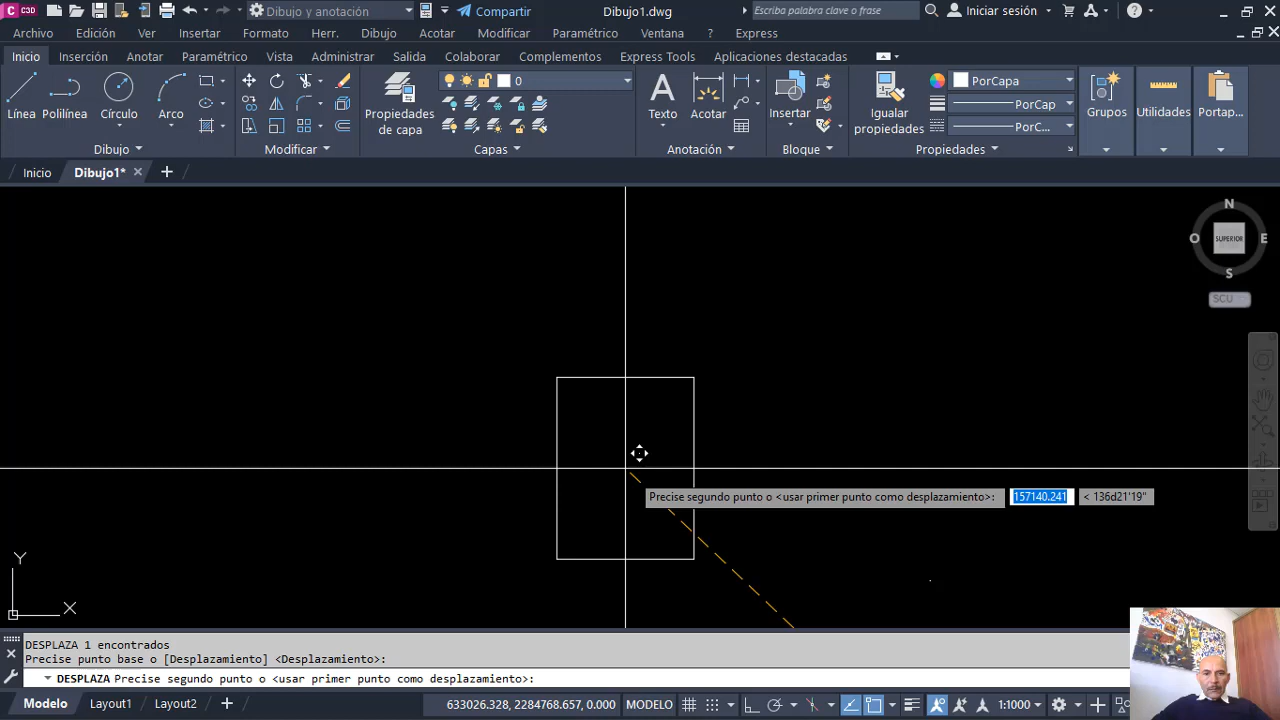 C3D Dibujo y anotación Compartir Dibujo1.dwg Escriba palabra clave o frase Iniciar sesión ?
Archivo Edición Ver Insertar Formato Herr. Dibujo Acotar Modificar Paramétrico Ventana ? Express
Inicio Inserción Anotar Paramétrico Vista Administrar Salida Colaborar Complementos Express Tools Aplicaciones destacadas
0 PorCapa
Línea Polilínea Círculo Arco Propiedades de capa Texto Acotar Insertar Igualar propiedades PorCap Grupos Utilidades Portap...
PorC...
Dibujo Modificar Capas Anotación Bloque Propiedades
Inicio Dibujo1* +
N
O SUPERIOR E
S
SCU
Precise segundo punto o <usar primer punto como desplazamiento>: 157140.241 < 136d21'19"
Y
X
DESPLAZA 1 encontrados
Precise punto base o [Desplazamiento] <Desplazamiento>:
DESPLAZA Precise segundo punto o <usar primer punto como desplazamiento>:
Modelo Layout1 Layout2 + 633026.328, 2284768.657, 0.000 MODELO 1:1000